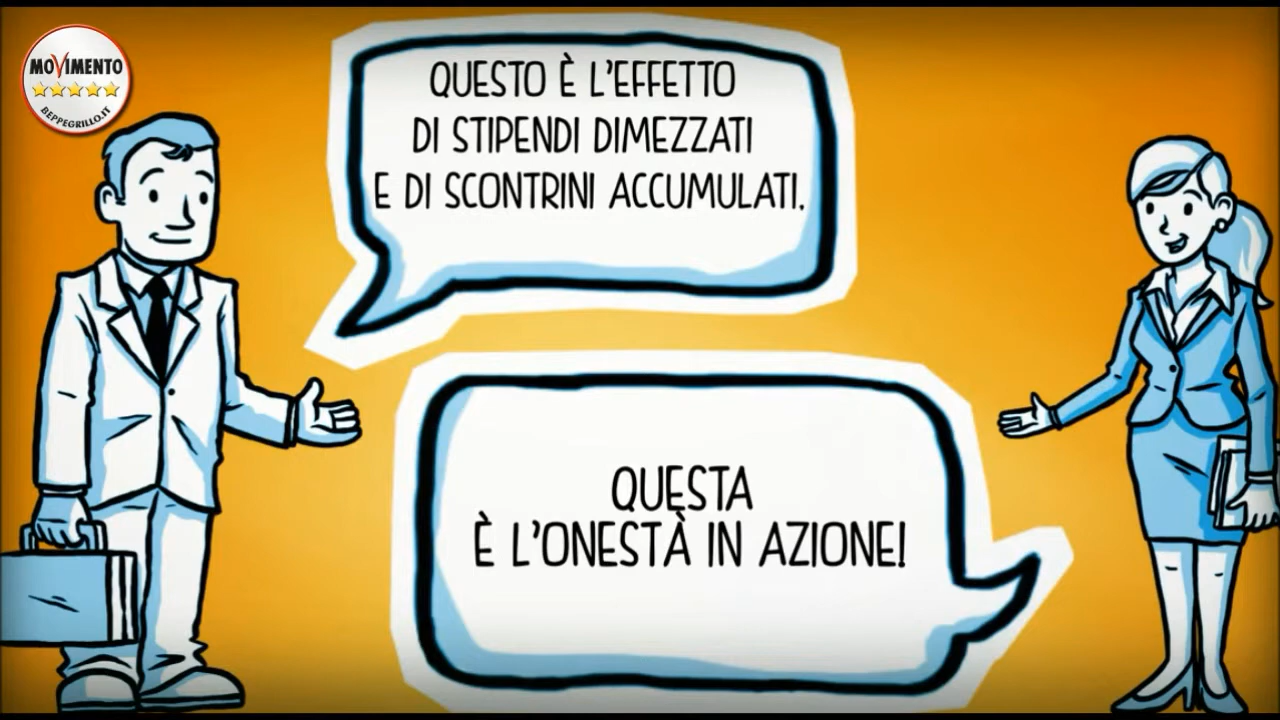 MOVIMENTO
BEPPEGRILLO.IT
QUESTO È L'EFFETTO
DI STIPENDI DIMEZZATI
E DI SCONTRINI ACCUMULATI.
QUESTA
È L'ONESTÀ IN AZIONE!